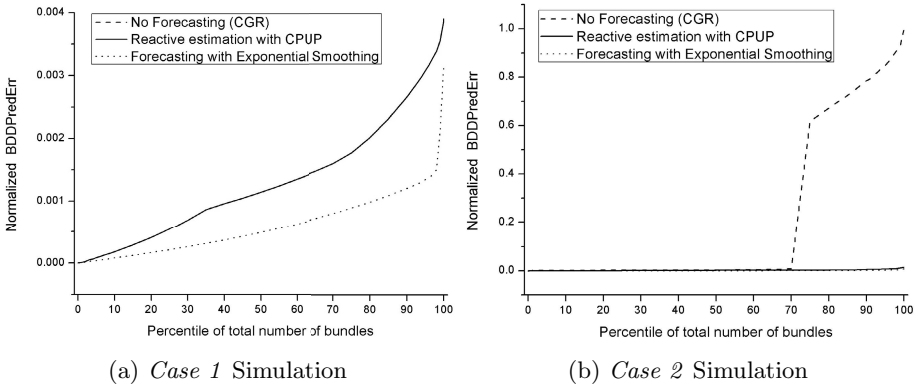 0.004
0.003
0.002
0.001
0.000
Normalized BDDPredErr
No Forecasting (CGR)
Reactive estimation with CPUP
Forecasting with Exponential Smoothing
0 10 20 30 40 50 60 70 80 90 100
Percentile of total number of bundles
(a) Case 1 Simulation
1.0
0.8
0.6
0.4
0.2
0.0
Normalized BDDPredErr
No Forecasting (CGR)
Reactive estimation with CPUP
Forecasting with Exponential Smoothing
0 10 20 30 40 50 60 70 80 90 100
Percentile of total number of bundles
(b) Case 2 Simulation